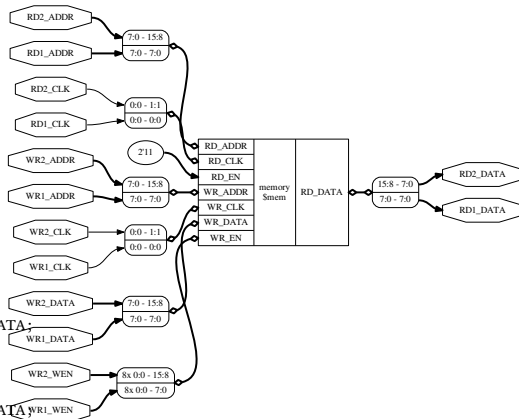 RD2_ADDR
7:0 - 15:8
RD1_ADDR
7:0 - 7:0
RD2_CLK
0:0 - 1:1
RD1_CLK
0:0 - 0:0
2'11
WR2_ADDR
7:0 - 15:8
WR1_ADDR
7:0 - 7:0
WR2_CLK
0:0 - 1:1
WR1_CLK
0:0 - 0:0
WR2_DATA
7:0 - 15:8
ATA;
WR1_DATA
7:0 - 7:0
WR2_WEN
8x 0:0 - 15:8
ATA;
WR1_WEN
8x 0:0 - 7:0
RD_ADDR
RD_CLK
RD_EN
WR_ADDR
WR_CLK
WR_DATA
WR_EN
memory
$mem
RD_DATA
15:8 - 7:0
7:0 - 7:0
RD2_DATA
RD1_DATA